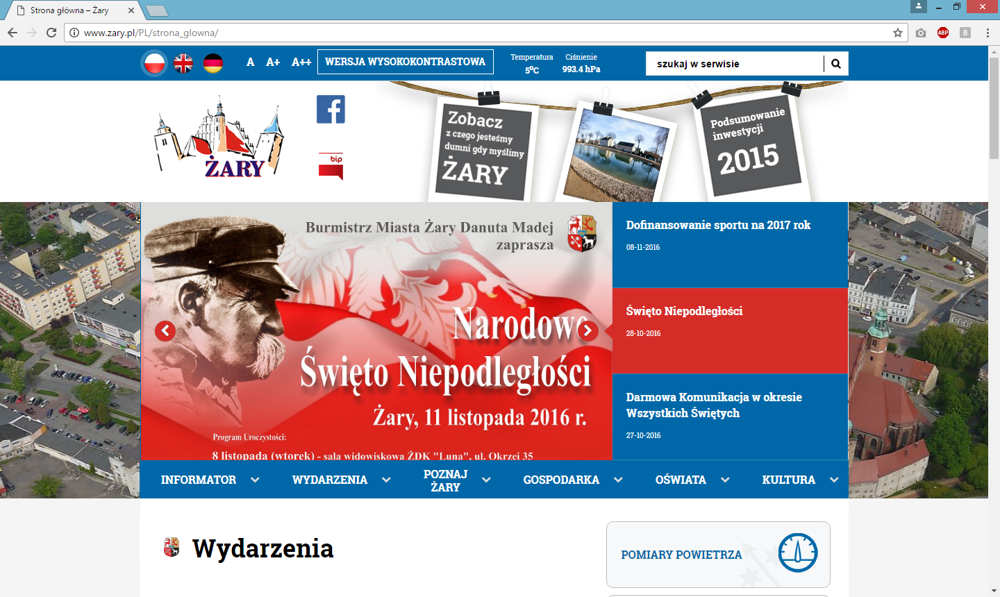 Strona główna – Żary
www.zary.pl/PL/strona_glowna/
ABP
B
A A+ A++
WERSJA WYSOKOKONTRASTOWA
Temperatura
5⁰C
Ciśnienie
993.4 hPa
szukaj w serwisie
ŻARY
f
bip
Zobacz
z czego jesteśmy
dumni gdy myślimy
ŻARY
Podsumowanie
inwestycji
2015
Burmistrz Miasta Żary Danuta Madej
zaprasza
Narodowe
Święto Niepodległości
Żary, 11 listopada 2016 r.
Program Uroczystości:
8 listopada (wtorek) - sala widowiskowa ŻDK "Luna", ul. Okrzei 35
Dofinansowanie sportu na 2017 rok
08-11-2016
Święto Niepodległości
28-10-2016
Darmowa Komunikacja w okresie
Wszystkich Świętych
27-10-2016
INFORMATOR
WYDARZENIA
POZNAJ
ŻARY
GOSPODARKA
OŚWIATA
KULTURA
Wydarzenia
POMIARY POWIETRZA